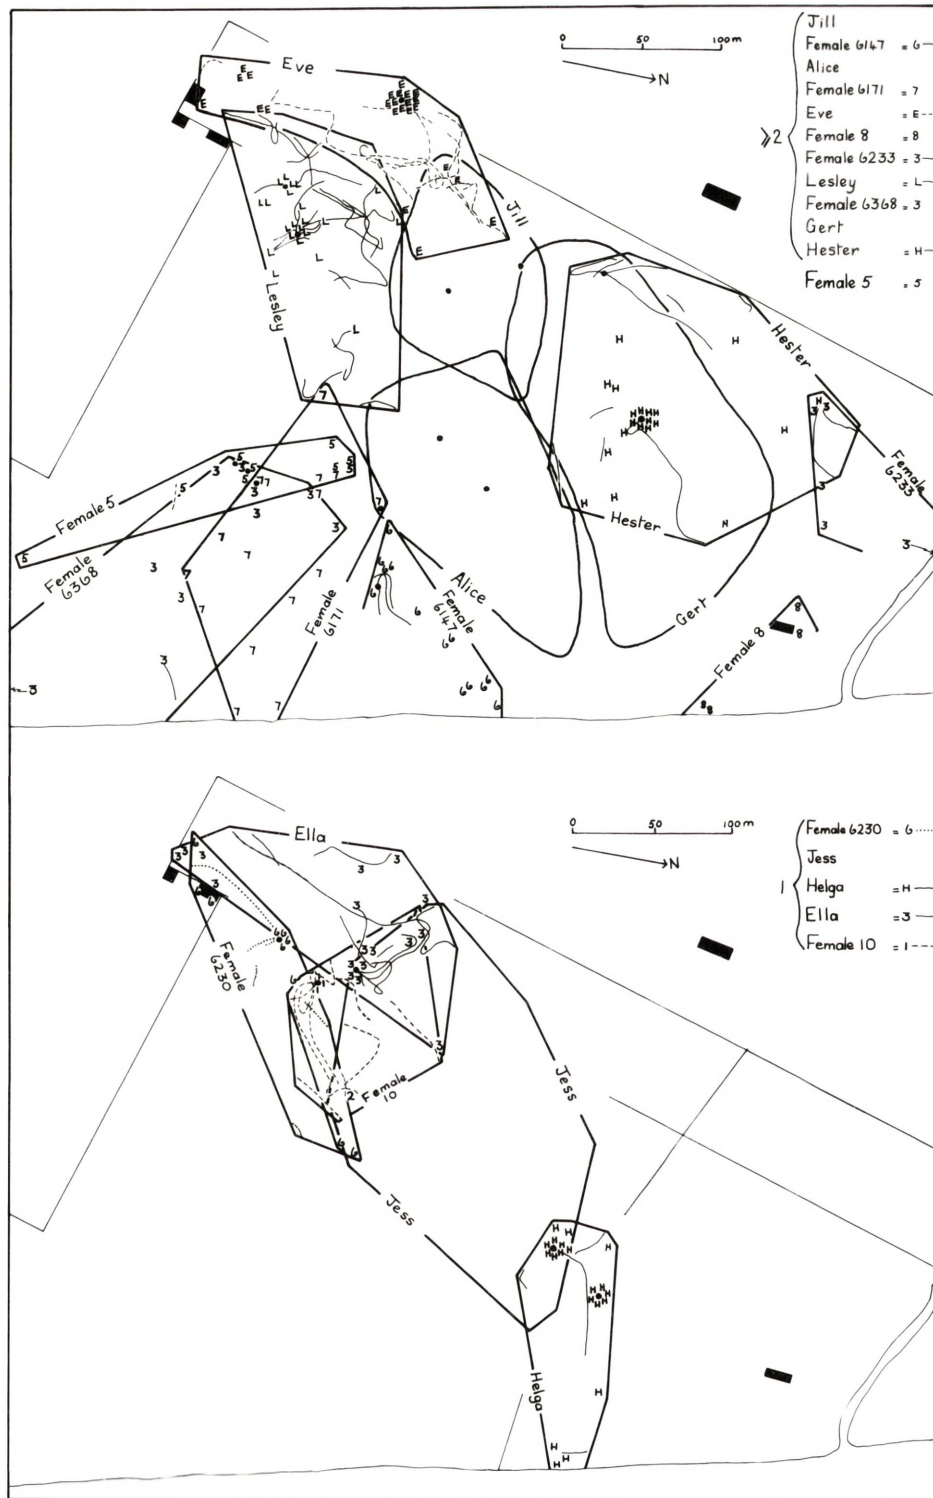 Jill
0 50 100m
Female 6147 = 6
Eve
N
Alice
Female 6171 = 7
Eve = E
≥2
Female 8 = 8
Female 6233 = 3
Lesley = L
Female 6368 = 3
Gert
Hester = H
Female 5 = 5
Jill
Lesley
Hester
Female 5
Female 6233
Hester
Female 6368
Female 6171
Alice
Female 6147
Gert
Female 8
Ella
0 50 100m
N
Female 6230 = 6
Jess
1
Helga = H
Ella = 3
Female 10 = 1
Female 6230
Female 10
Jess
Jess
Helga